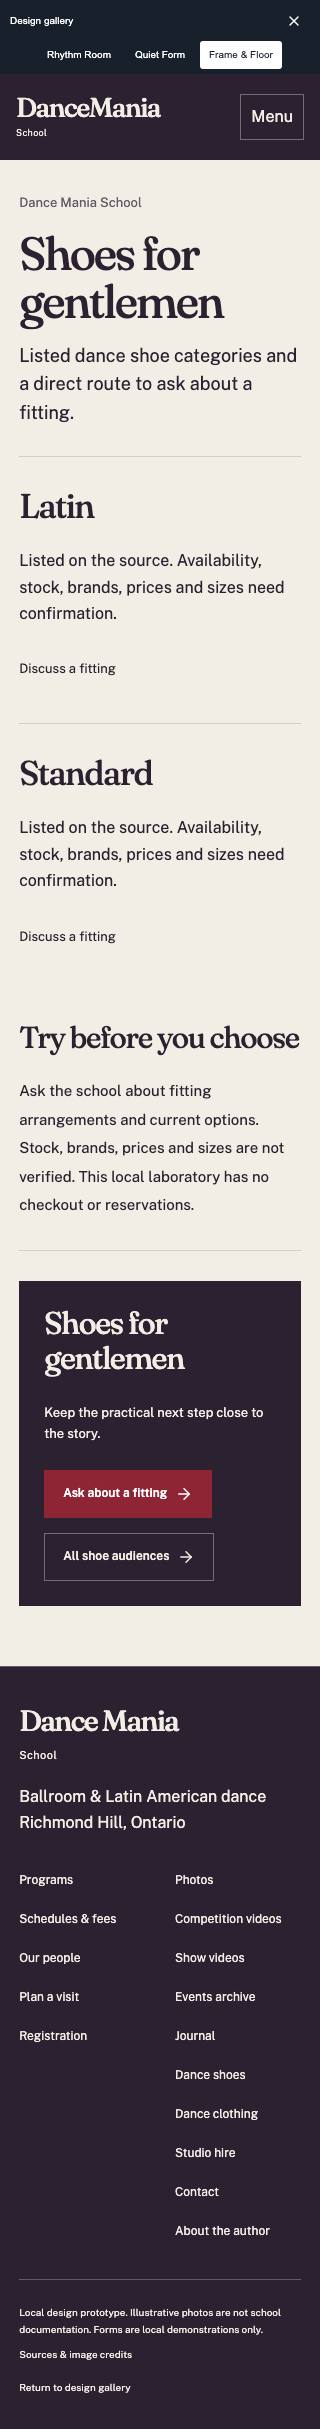 Design gallery
Rhythm Room Quiet Form Frame & Floor
DanceMania
School
Menu
Dance Mania School
Shoes for
gentlemen
Listed dance shoe categories and
a direct route to ask about a
fitting.
Latin
Listed on the source. Availability,
stock, brands, prices and sizes need
confirmation.
Discuss a fitting
Standard
Listed on the source. Availability,
stock, brands, prices and sizes need
confirmation.
Discuss a fitting
Try before you choose
Ask the school about fitting
arrangements and current options.
Stock, brands, prices and sizes are not
verified. This local laboratory has no
checkout or reservations.
Shoes for
gentlemen
Keep the practical next step close to
the story.
Ask about a fitting
All shoe audiences
Dance Mania
School
Ballroom & Latin American dance
Richmond Hill, Ontario
Programs
Schedules & fees
Our people
Plan a visit
Registration
Photos
Competition videos
Show videos
Events archive
Journal
Dance shoes
Dance clothing
Studio hire
Contact
About the author
Local design prototype. Illustrative photos are not school
documentation. Forms are local demonstrations only.
Sources & image credits
Return to design gallery